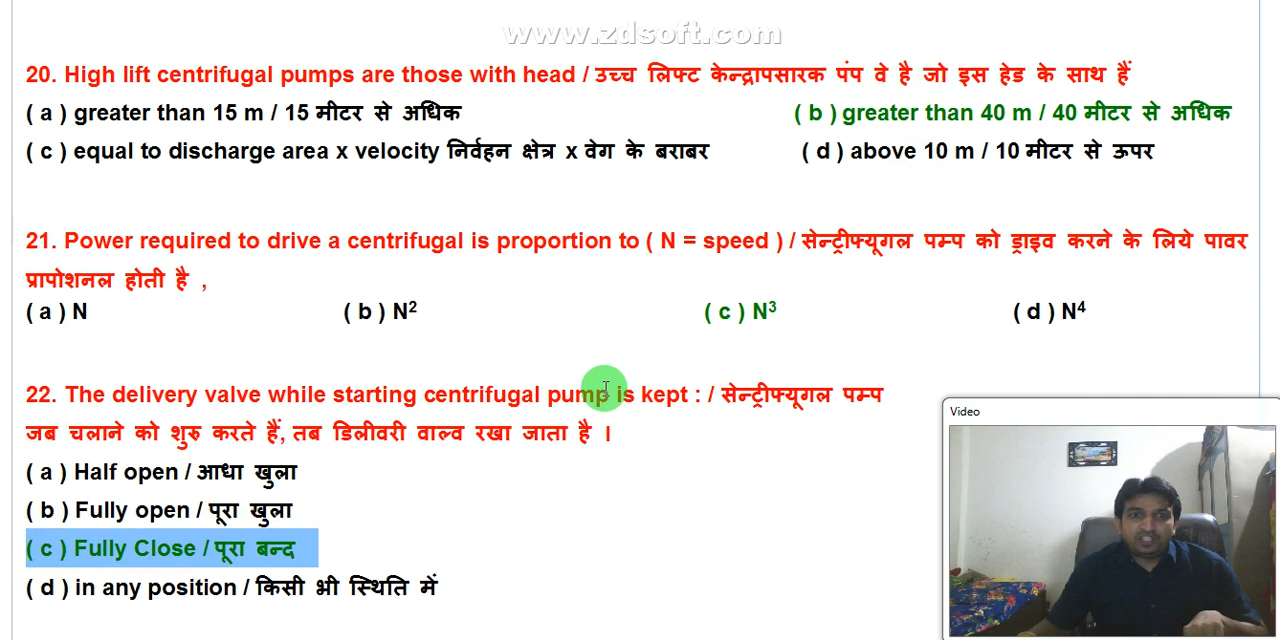 www.zdsoft.com
20. High lift centrifugal pumps are those with head / उच्च लिफ्ट केन्द्रापसारक पंप वे है जो इस हेड के साथ हैं
( a ) greater than 15 m / 15 मीटर से अधिक ( b ) greater than 40 m / 40 मीटर से अधिक
( c ) equal to discharge area x velocity निर्वहन क्षेत्र x वेग के बराबर ( d ) above 10 m / 10 मीटर से ऊपर
21. Power required to drive a centrifugal is proportion to ( N = speed ) / सेन्ट्रीफ्यूगल पम्प को ड्राइव करने के लिये पावर
प्रापोशनल होती है ,
( a ) N ( b ) N² ( c ) N³ ( d ) N⁴
22. The delivery valve while starting centrifugal pump is kept : / सेन्ट्रीफ्यूगल पम्प
जब चलाने को शुरु करते हैं, तब डिलीवरी वाल्व रखा जाता है ।
( a ) Half open / आधा खुला
( b ) Fully open / पूरा खुला
( c ) Fully Close / पूरा बन्द
( d ) in any position / किसी भी स्थिति में
Video